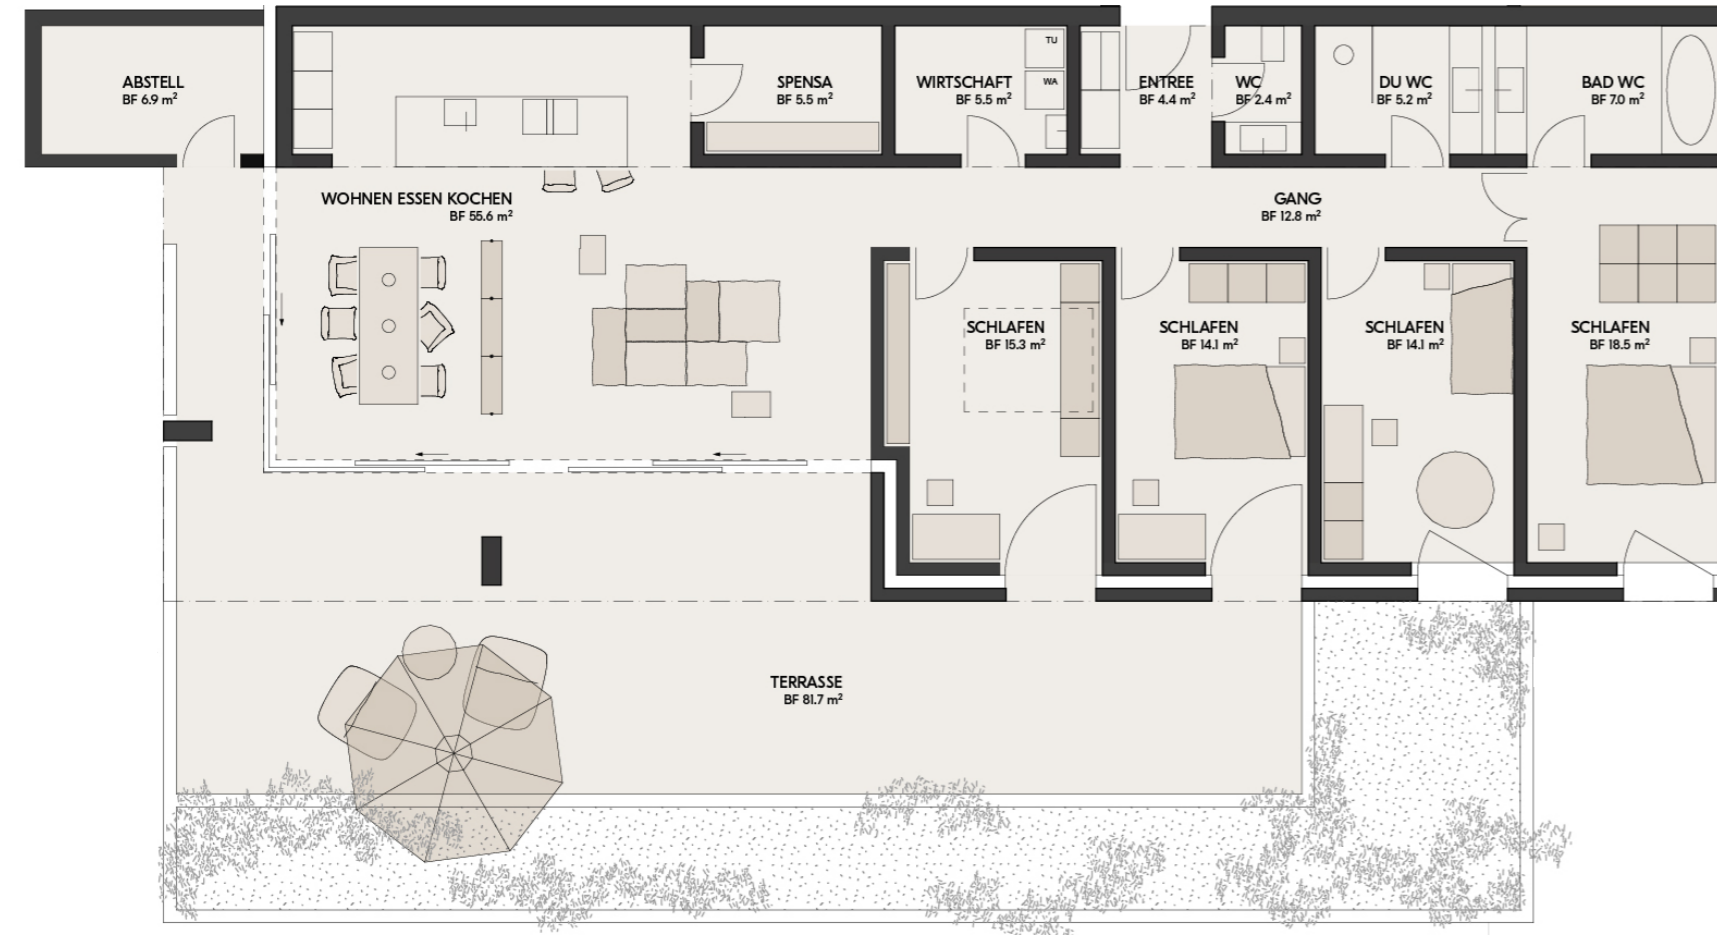 ABSTELL
BF 6.9 m²
SPENSA
BF 5.5 m²
WIRTSCHAFT
BF 5.5 m²
TU
WA
ENTREE
BF 4.4 m²
WC
BF 2.4 m²
DU WC
BF 5.2 m²
BAD WC
BF 7.0 m²
WOHNEN ESSEN KOCHEN
BF 55.6 m²
GANG
BF 12.8 m²
SCHLAFEN
BF 15.3 m²
SCHLAFEN
BF 14.1 m²
SCHLAFEN
BF 14.1 m²
SCHLAFEN
BF 18.5 m²
TERRASSE
BF 81.7 m²